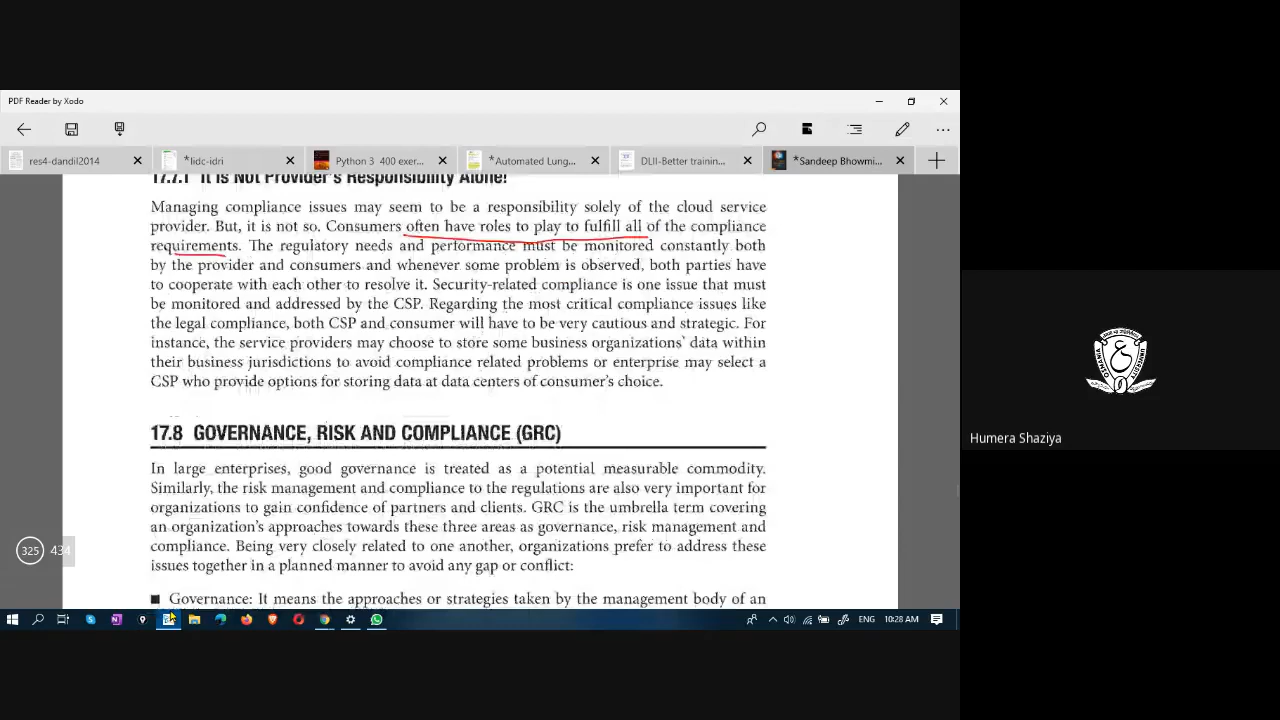 PDF Reader by Xodo
res4-dandil2014
*lidc-idri
Python 3 400 exer...
*Automated Lung...
DLII-Better trainin...
*Sandeep Bhowmi...
17.7.1 It Is Not Provider's Responsibility Alone!
Managing compliance issues may seem to be a responsibility solely of the cloud service
provider. But, it is not so. Consumers often have roles to play to fulfill all of the compliance
requirements. The regulatory needs and performance must be monitored constantly both
by the provider and consumers and whenever some problem is observed, both parties have
to cooperate with each other to resolve it. Security-related compliance is one issue that must
be monitored and addressed by the CSP. Regarding the most critical compliance issues like
the legal compliance, both CSP and consumer will have to be very cautious and strategic. For
instance, the service providers may choose to store some business organizations' data within
their business jurisdictions to avoid compliance related problems or enterprise may select a
CSP who provide options for storing data at data centers of consumer's choice.
17.8 GOVERNANCE, RISK AND COMPLIANCE (GRC)
In large enterprises, good governance is treated as a potential measurable commodity.
Similarly, the risk management and compliance to the regulations are also very important for
organizations to gain confidence of partners and clients. GRC is the umbrella term covering
an organization's approaches towards these three areas as governance, risk management and
compliance. Being very closely related to one another, organizations prefer to address these
issues together in a planned manner to avoid any gap or conflict:
■ Governance: It means the approaches or strategies taken by the management body of an
325 434
ENG 10:28 AM
Humera Shaziya